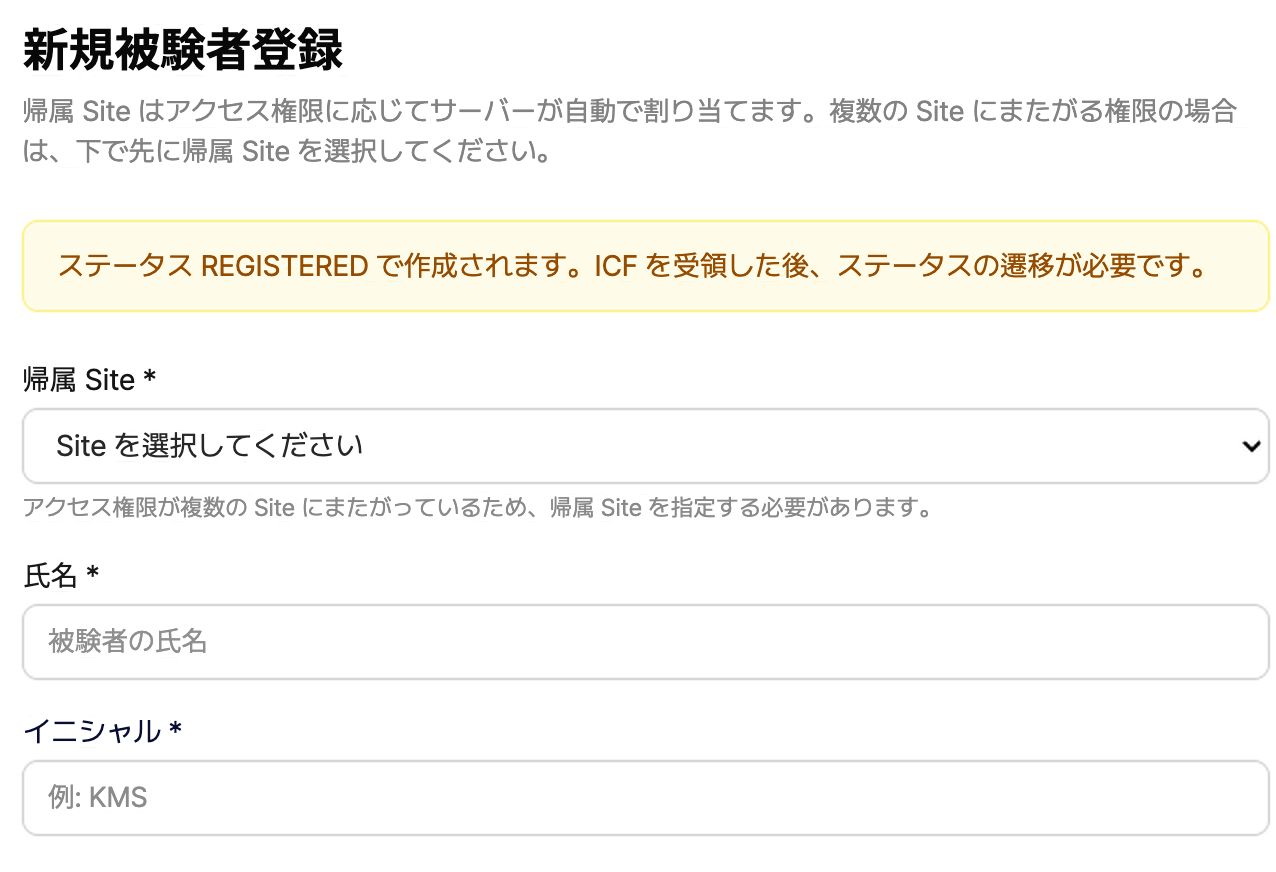 新規被験者登録
帰属 Site はアクセス権限に応じてサーバーが自動で割り当てます。複数の Site にまたがる権限の場合
は、下で先に帰属 Site を選択してください。
ステータス REGISTERED で作成されます。ICF を受領した後、ステータスの遷移が必要です。
帰属 Site *
Site を選択してください
アクセス権限が複数の Site にまたがっているため、帰属 Site を指定する必要があります。
氏名 *
被験者の氏名
イニシャル *
例: KMS